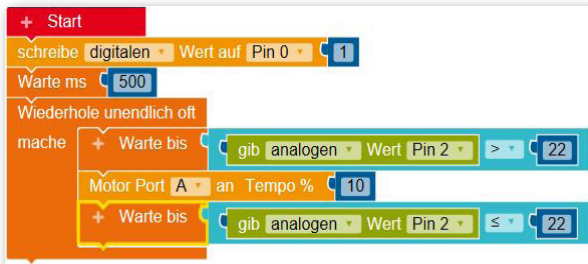 + Start
schreibe digitalen Wert auf Pin 0 1
Warte ms 500
Wiederhole unendlich oft
mache + Warte bis gib analogen Wert Pin 2 > 22
Motor Port A an Tempo % 10
+ Warte bis gib analogen Wert Pin 2 ≤ 22